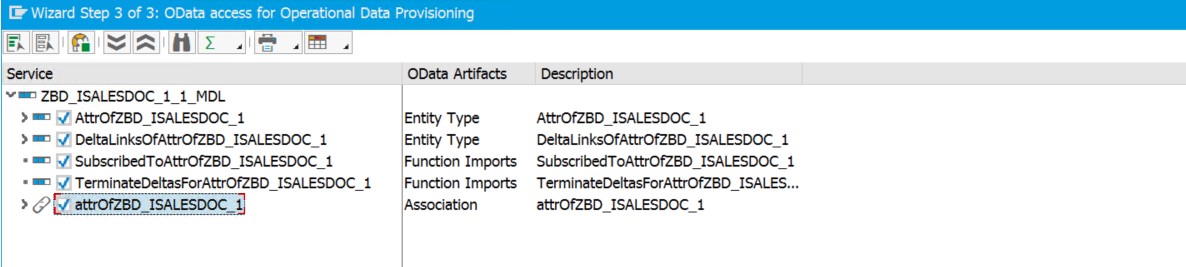 Wizard Step 3 of 3: OData access for Operational Data Provisioning
Service OData Artifacts Description
ZBD_ISALESDOC_1_1_MDL
AttrOfZBD_ISALESDOC_1 Entity Type AttrOfZBD_ISALESDOC_1
DeltaLinksOfAttrOfZBD_ISALESDOC_1 Entity Type DeltaLinksOfAttrOfZBD_ISALESDOC_1
SubscribedToAttrOfZBD_ISALESDOC_1 Function Imports SubscribedToAttrOfZBD_ISALESDOC_1
TerminateDeltasForAttrOfZBD_ISALESDOC_1 Function Imports TerminateDeltasForAttrOfZBD_ISALES...
attrOfZBD_ISALESDOC_1 Association attrOfZBD_ISALESDOC_1